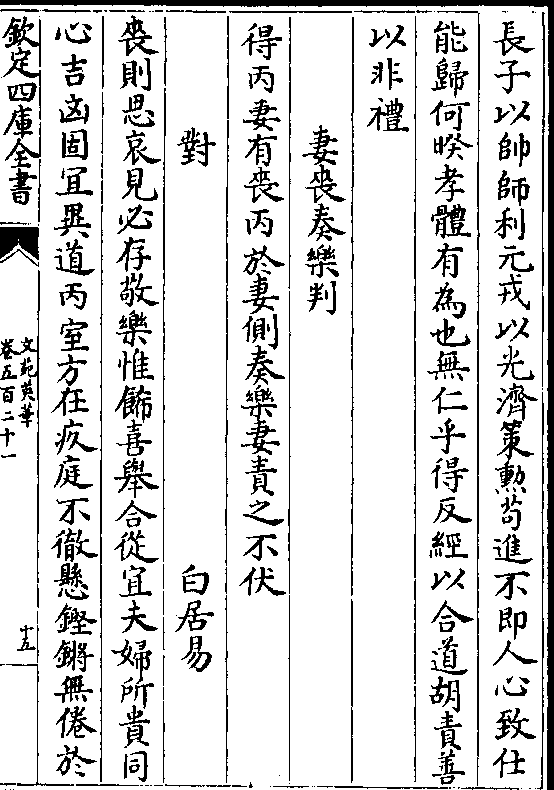 長子以帥師利元戎以光濟策勲茍進不即人心致仕
能歸何暌孝體有為也無仁乎得反經以合道胡責善
以非禮
妻喪奏樂判
得丙妻有喪丙於妻側奏樂妻責之不伏
對 白居易
喪則思哀見必存敬樂惟飾喜舉合從宜夫婦所貴同
心吉凶固宜異道丙室方在疚庭不徹懸鏗鏘無倦於
欽定四庫全書
文苑英華
卷五百二十一
十五